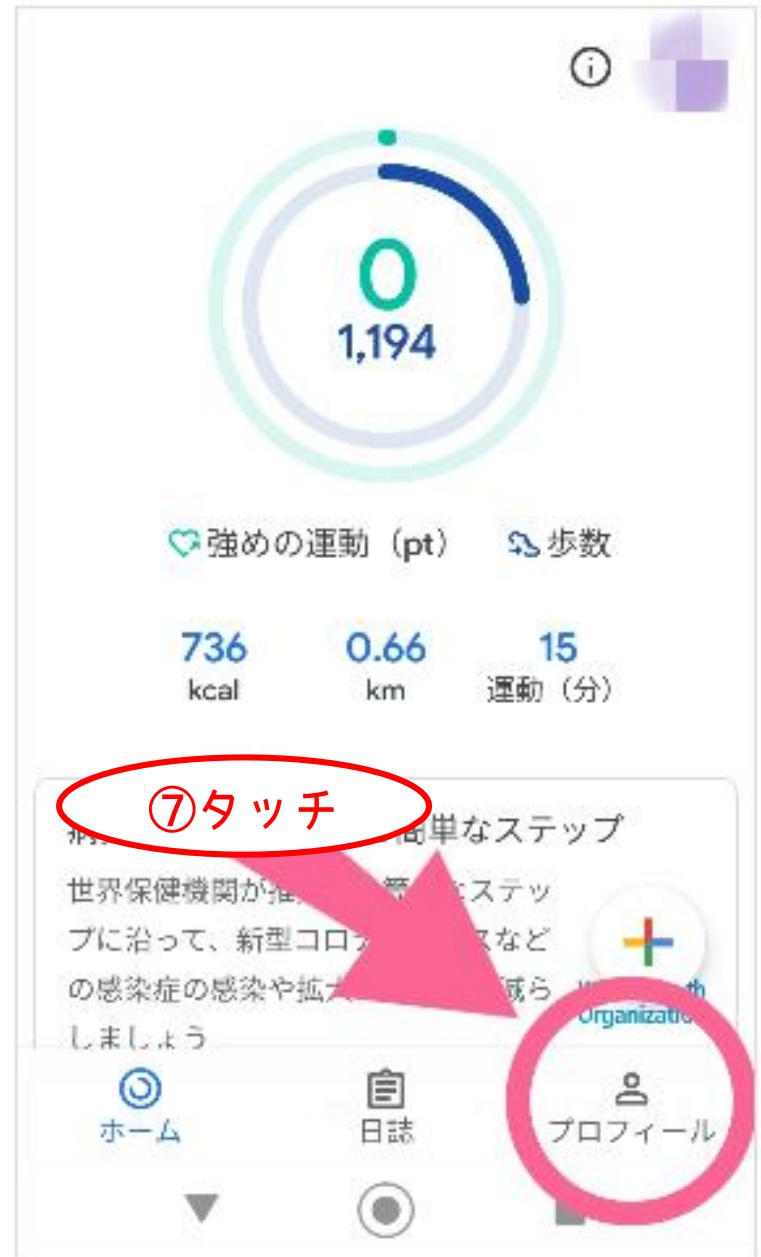 0
1,194
強めの運動（pt） 歩数
736 0.66 15
kcal km 運動（分）
⑦タッチ
簡単なステップ
世界保健機関が ステッ
プに沿って、新型コロナ など
の感染症の感染や拡大 減ら
Organization
しましょう
ホーム 日誌 プロフィール